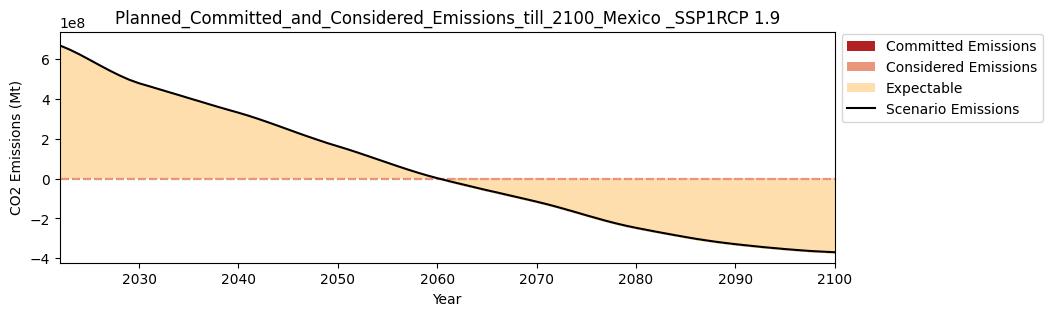 Planned_Committed_and_Considered_Emissions_till_2100_Mexico _SSP1RCP 1.9
1e8
6
4
2
0
−2
−4
CO2 Emissions (Mt)
2030 2040 2050 2060 2070 2080 2090 2100
Year
Committed Emissions
Considered Emissions
Expectable
Scenario Emissions